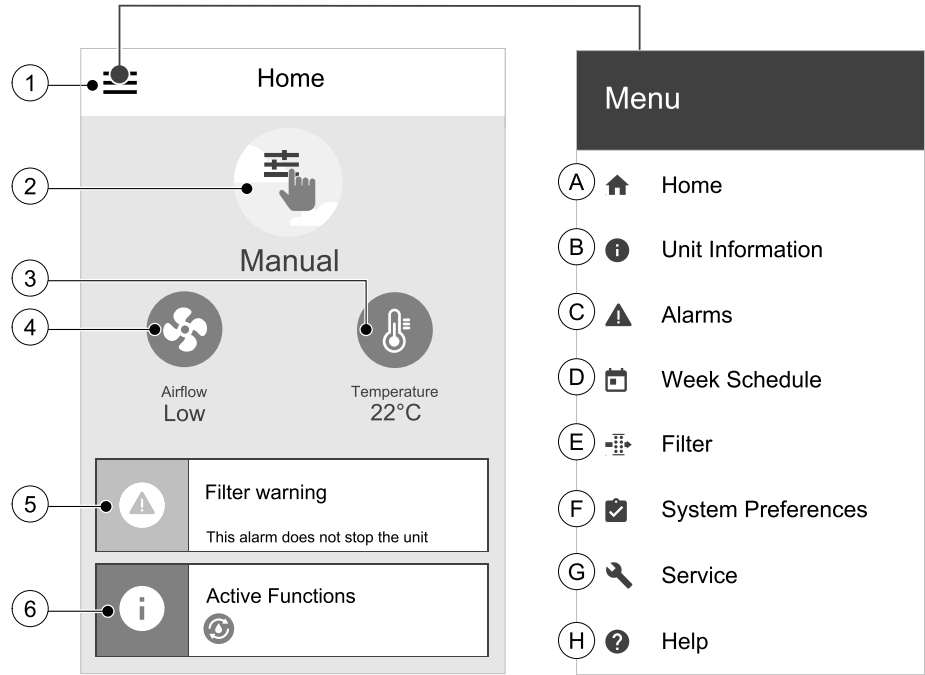 1
Home
2
Manual
3
4
Airflow
Low
Temperature
22°C
5
Filter warning
This alarm does not stop the unit
6
Active Functions
Menu
A Home
B Unit Information
C Alarms
D Week Schedule
E Filter
F System Preferences
G Service
H Help